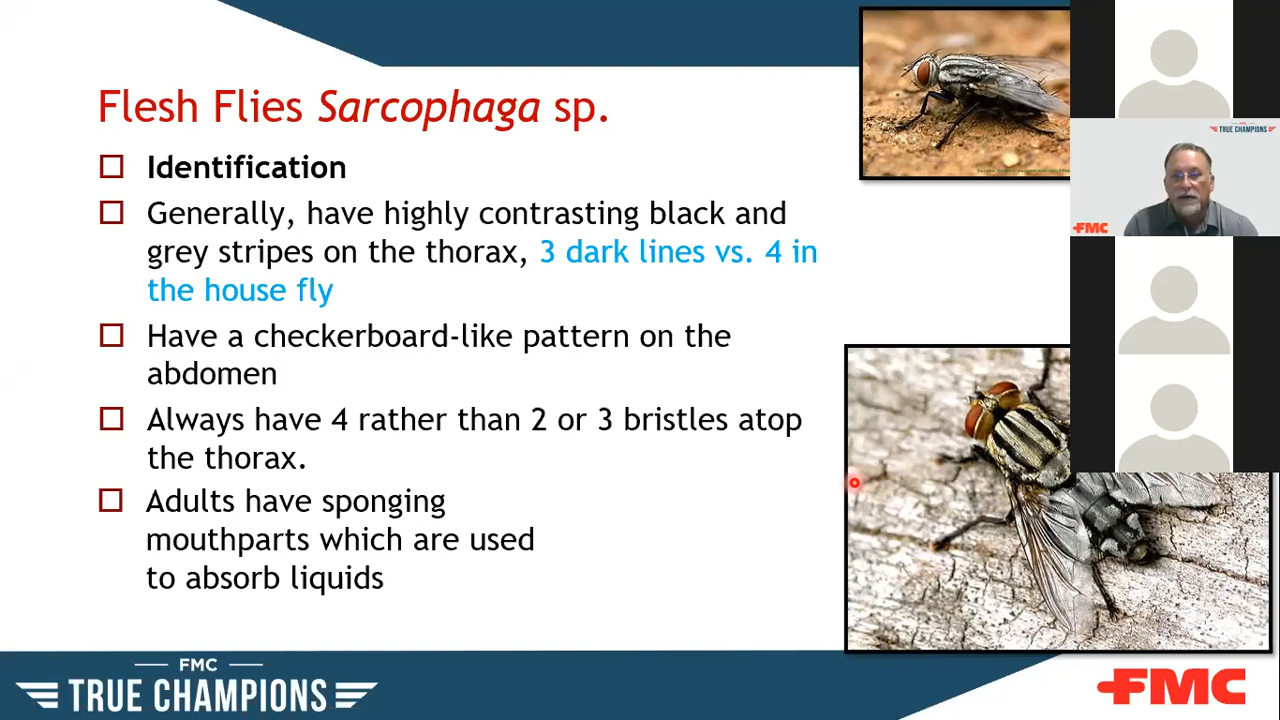 Flesh Flies Sarcophaga sp.
Identification
Generally, have highly contrasting black and
grey stripes on the thorax, 3 dark lines vs. 4 in
the house fly
Have a checkerboard-like pattern on the
abdomen
Always have 4 rather than 2 or 3 bristles atop
the thorax.
Adults have sponging
mouthparts which are used
to absorb liquids
TRUE CHAMPIONS
FMC
FMC
TRUE CHAMPIONS
FMC